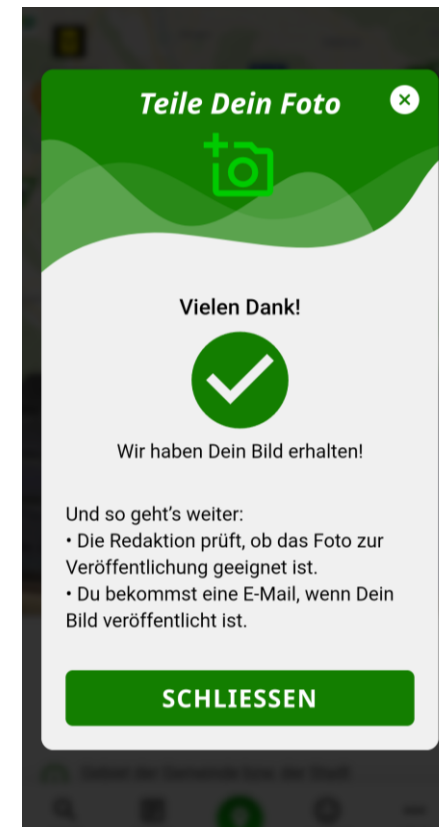 Teile Dein Foto
Vielen Dank!
Wir haben Dein Bild erhalten!
Und so geht's weiter:
• Die Redaktion prüft, ob das Foto zur
Veröffentlichung geeignet ist.
• Du bekommst eine E-Mail, wenn Dein
Bild veröffentlicht ist.
SCHLIESSEN